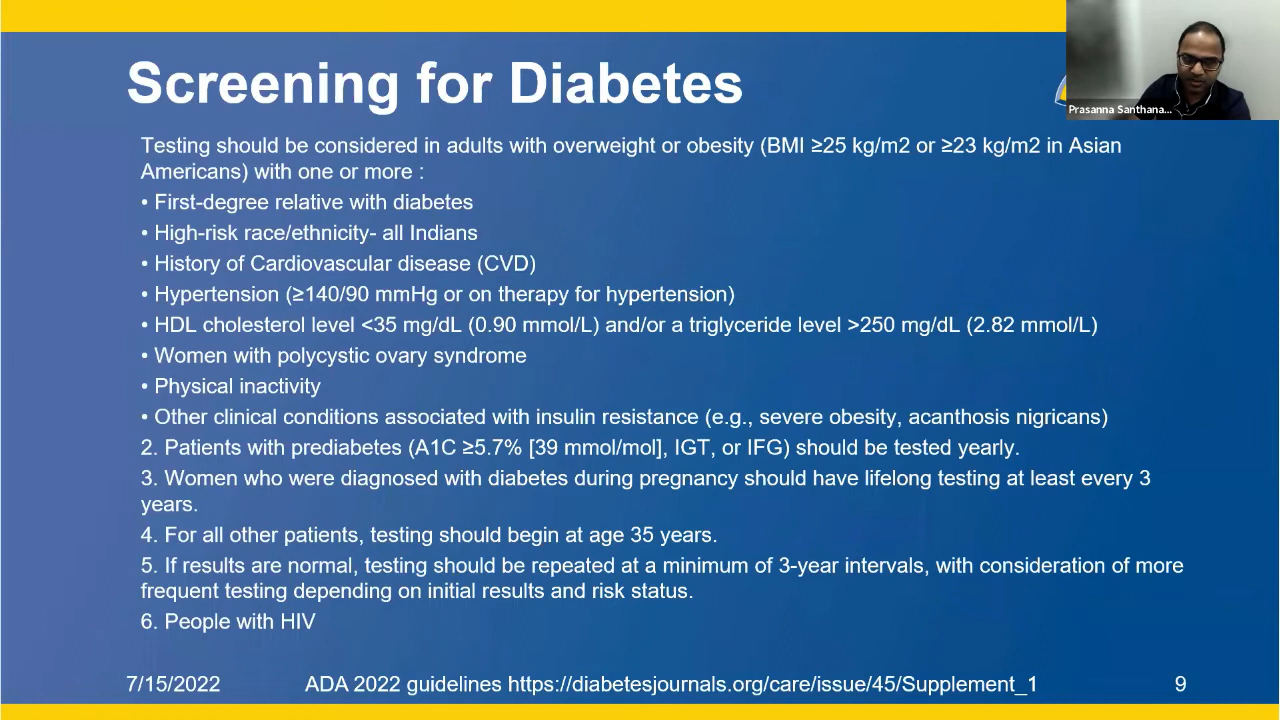 Screening for Diabetes
Prasanna Santhana...
Testing should be considered in adults with overweight or obesity (BMI ≥25 kg/m2 or ≥23 kg/m2 in Asian
Americans) with one or more :
• First-degree relative with diabetes
• High-risk race/ethnicity- all Indians
• History of Cardiovascular disease (CVD)
• Hypertension (≥140/90 mmHg or on therapy for hypertension)
• HDL cholesterol level <35 mg/dL (0.90 mmol/L) and/or a triglyceride level >250 mg/dL (2.82 mmol/L)
• Women with polycystic ovary syndrome
• Physical inactivity
• Other clinical conditions associated with insulin resistance (e.g., severe obesity, acanthosis nigricans)
2. Patients with prediabetes (A1C ≥5.7% [39 mmol/mol], IGT, or IFG) should be tested yearly.
3. Women who were diagnosed with diabetes during pregnancy should have lifelong testing at least every 3
years.
4. For all other patients, testing should begin at age 35 years.
5. If results are normal, testing should be repeated at a minimum of 3-year intervals, with consideration of more
frequent testing depending on initial results and risk status.
6. People with HIV
7/15/2022 ADA 2022 guidelines https://diabetesjournals.org/care/issue/45/Supplement_1 9